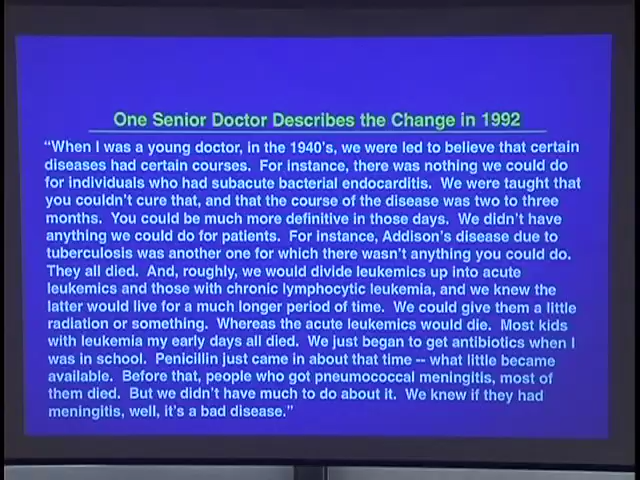 One Senior Doctor Describes the Change in 1992
“When I was a young doctor, in the 1940's, we were led to believe that certain
diseases had certain courses.  For instance, there was nothing we could do
for individuals who had subacute bacterial endocarditis.  We were taught that
you couldn't cure that, and that the course of the disease was two to three
months.  You could be much more definitive in those days.  We didn't have
anything we could do for patients.  For instance, Addison's disease due to
tuberculosis was another one for which there wasn't anything you could do.
They all died.  And, roughly, we would divide leukemics up into acute
leukemics and those with chronic lymphocytic leukemia, and we knew the
latter would live for a much longer period of time.  We could give them a little
radiation or something.  Whereas the acute leukemics would die.  Most kids
with leukemia my early days all died.  We just began to get antibiotics when I
was in school.  Penicillin just came in about that time -- what little became
available.  Before that, people who got pneumococcal meningitis, most of
them died.  But we didn't have much to do about it.  We knew if they had
meningitis, well, it's a bad disease.”